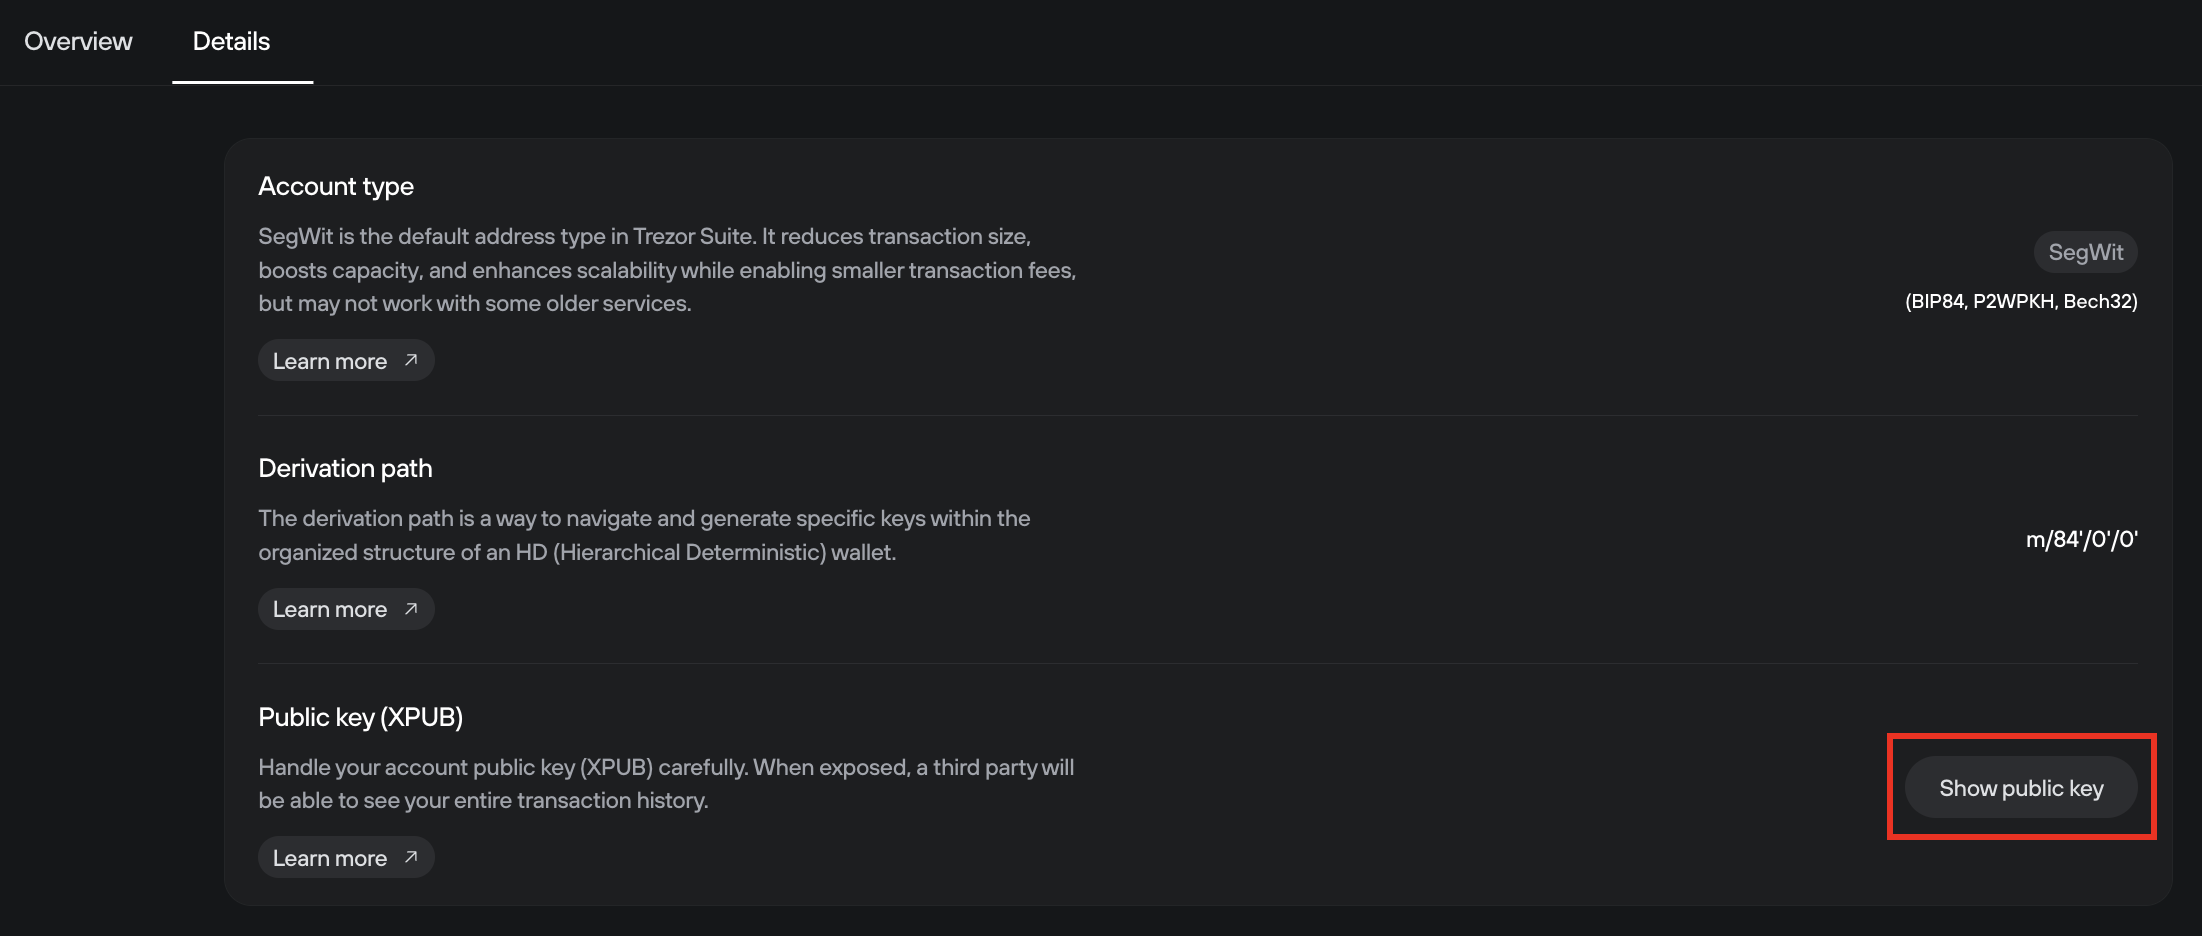 Overview
Details
Account type
SegWit is the default address type in Trezor Suite. It reduces transaction size,
boosts capacity, and enhances scalability while enabling smaller transaction fees,
but may not work with some older services.
SegWit
(BIP84, P2WPKH, Bech32)
Learn more
Derivation path
The derivation path is a way to navigate and generate specific keys within the
organized structure of an HD (Hierarchical Deterministic) wallet.
m/84'/0'/0'
Learn more
Public key (XPUB)
Handle your account public key (XPUB) carefully. When exposed, a third party will
be able to see your entire transaction history.
Show public key
Learn more